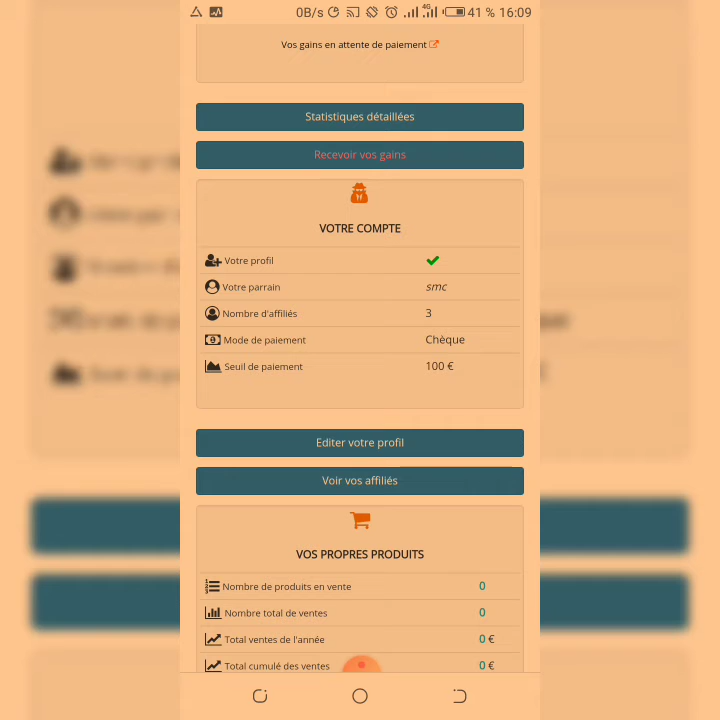 0B/s 4G 41 % 16:09
Vos gains en attente de paiement
Statistiques détaillées
Recevoir vos gains
VOTRE COMPTE
Votre profil
Votre parrain smc
Nombre d'affiliés 3
Mode de paiement Chèque
Seuil de paiement 100 €
Editer votre profil
Voir vos affiliés
VOS PROPRES PRODUITS
Nombre de produits en vente 0
Nombre total de ventes 0
Total ventes de l'année 0 €
Total cumulé des ventes 0 €